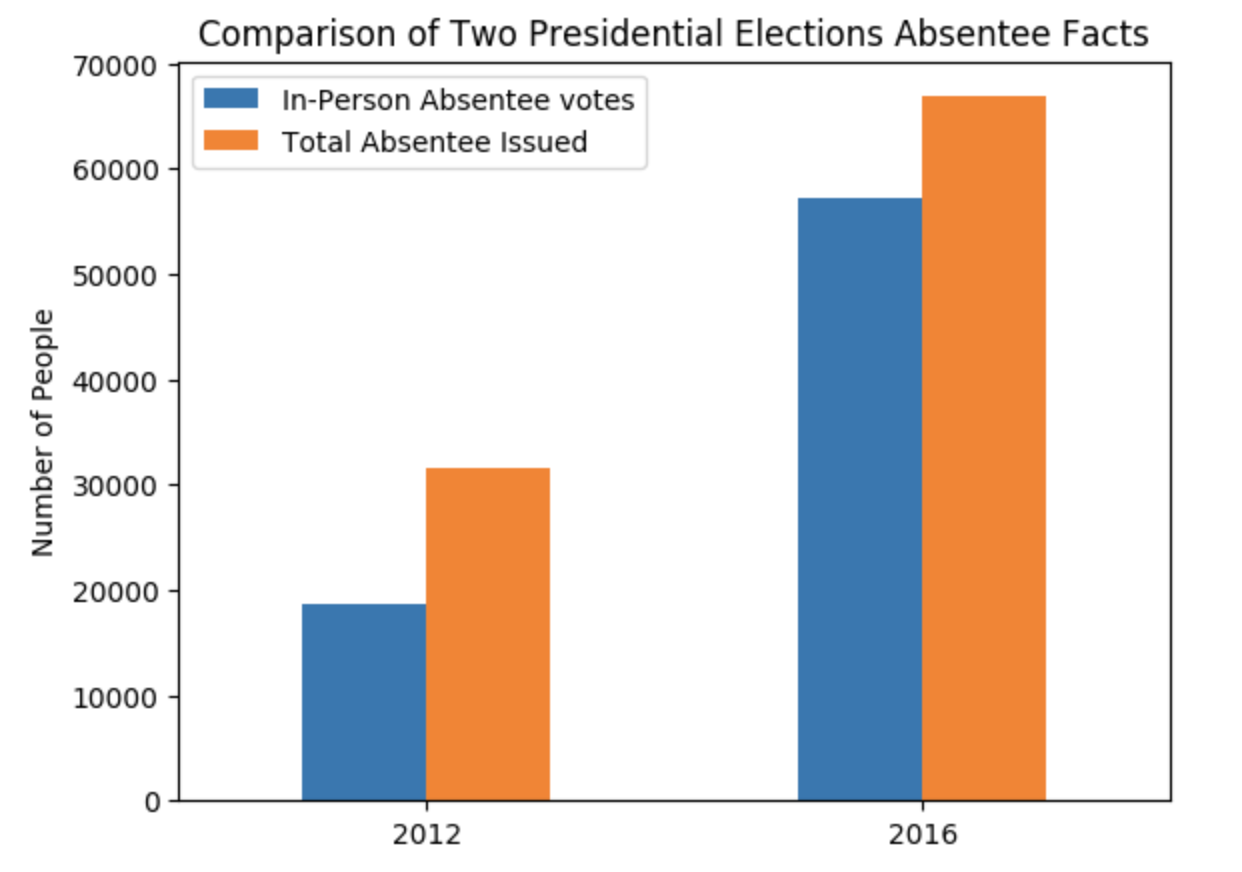 Comparison of Two Presidential Elections Absentee Facts
In-Person Absentee votes
Total Absentee Issued
Number of People
70000
60000
50000
40000
30000
20000
10000
0
2012
2016